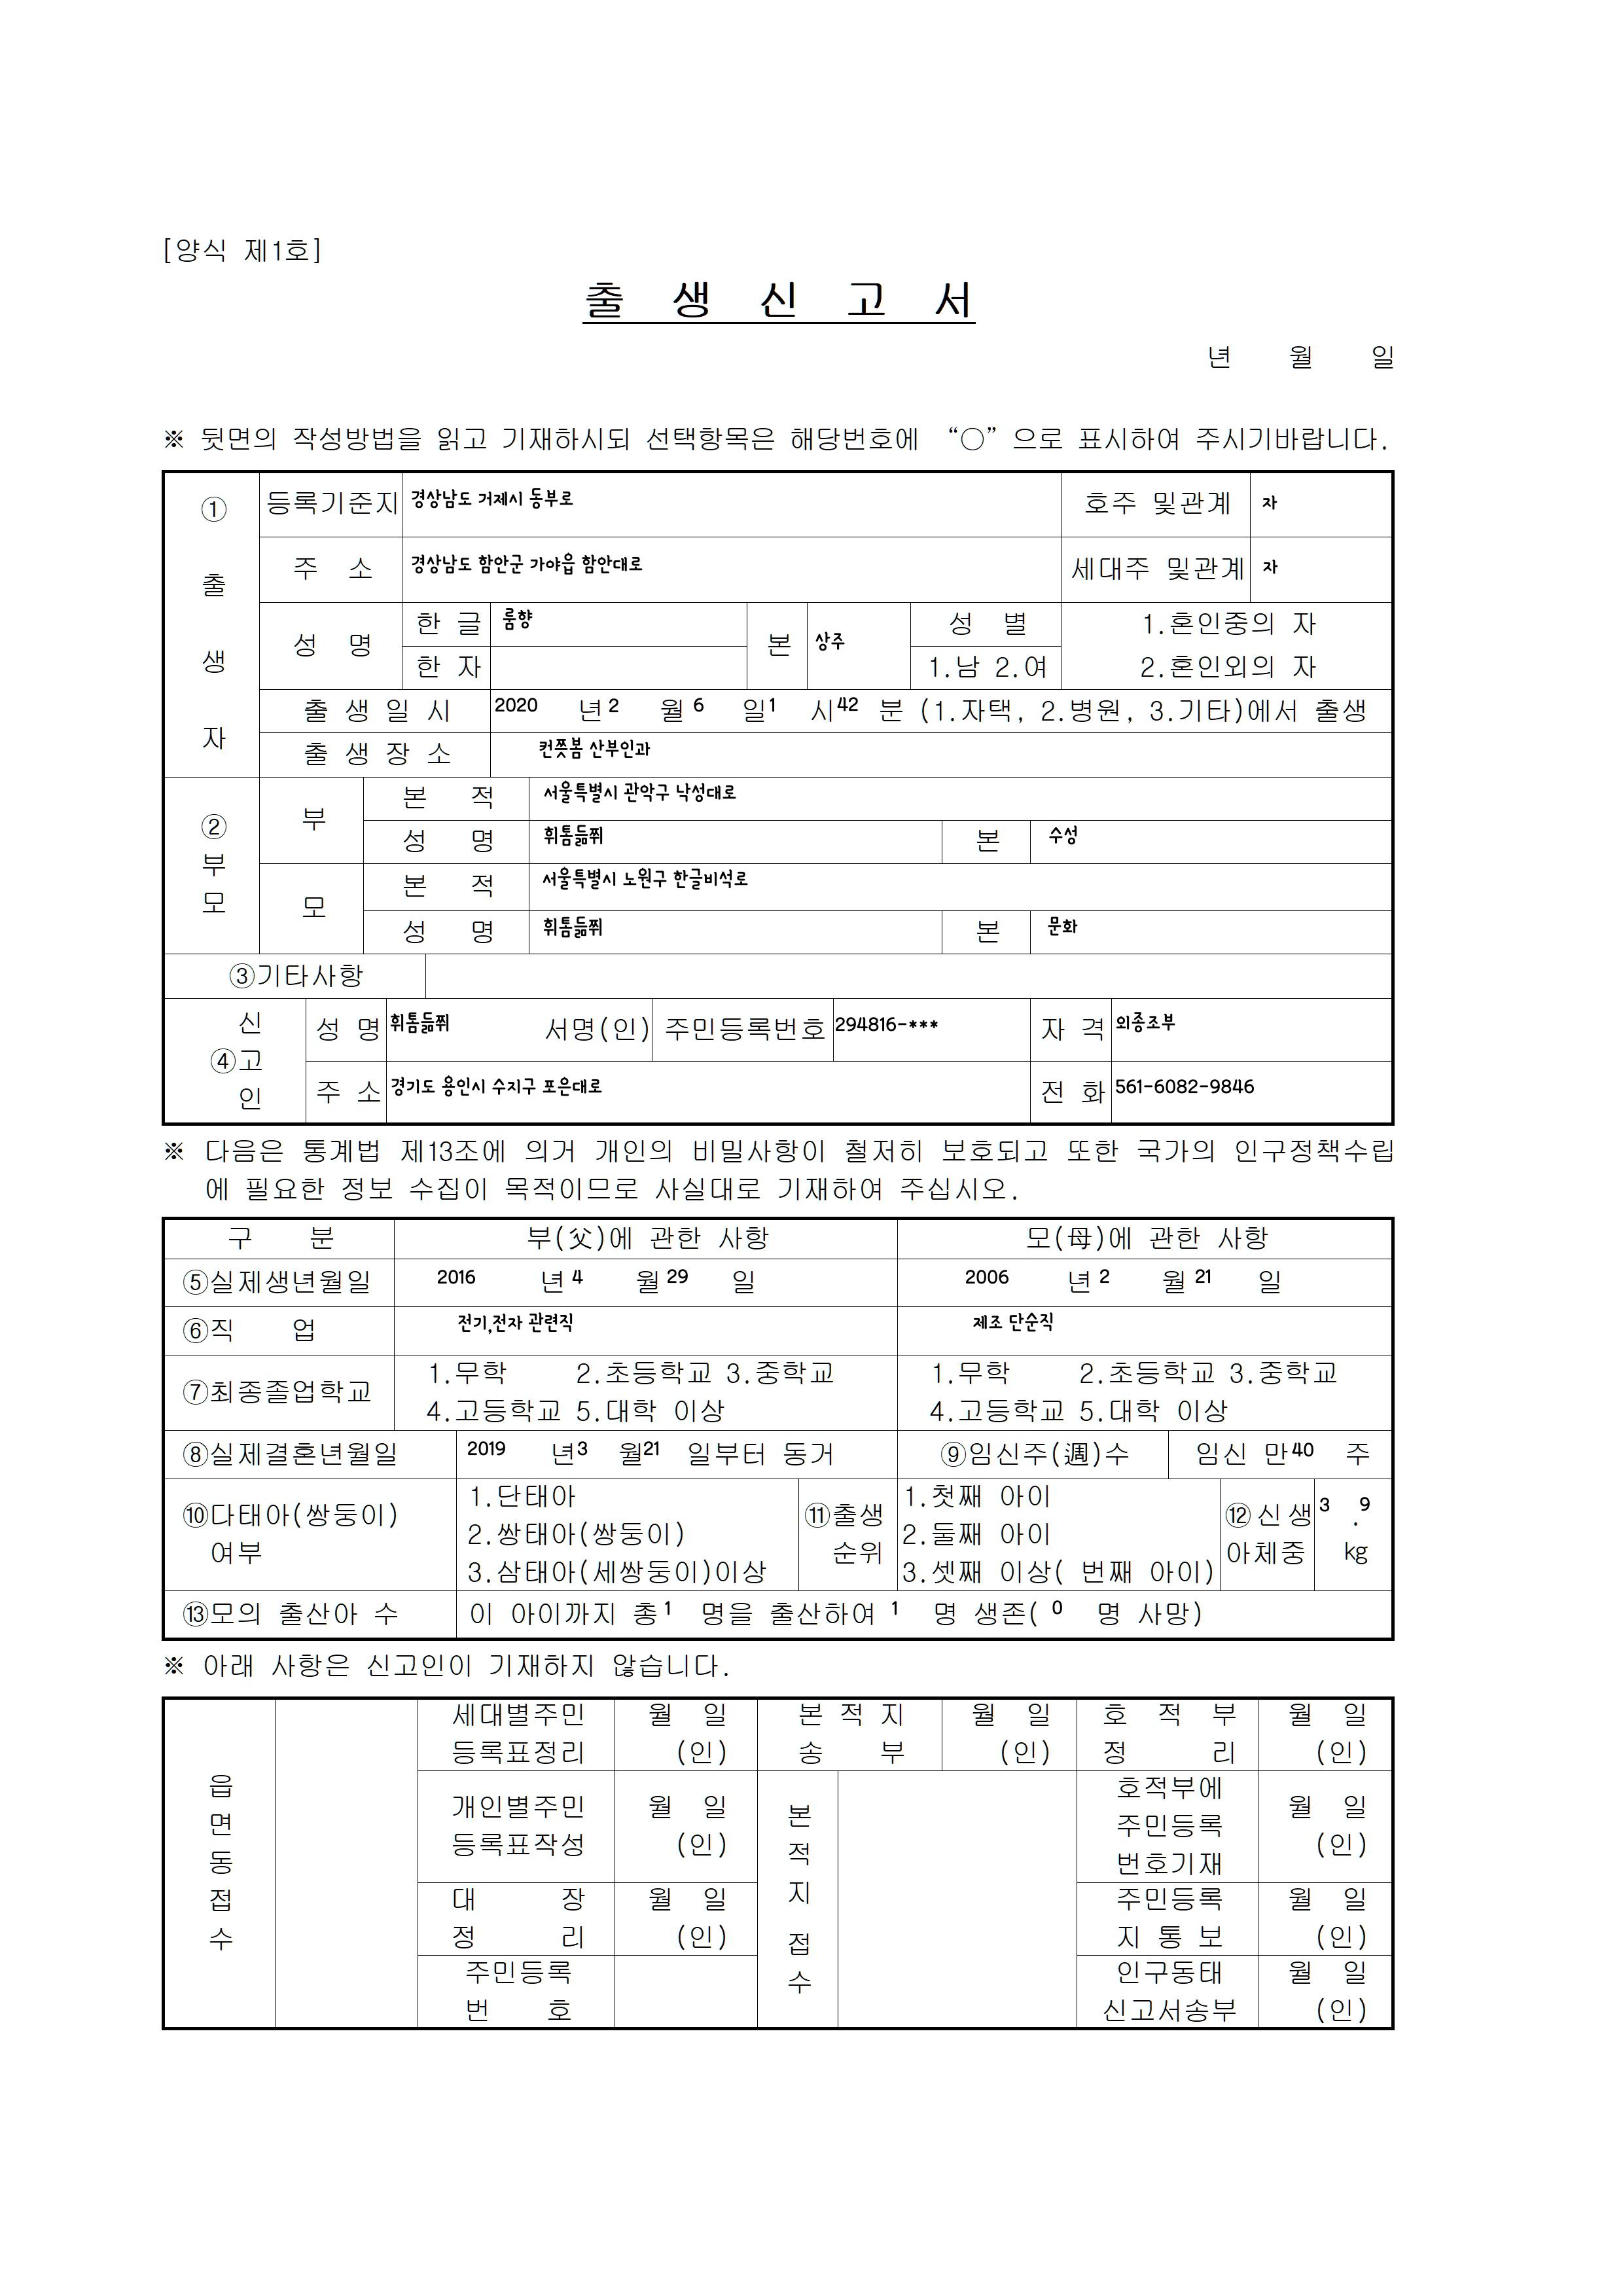 [양식 제1호]
출 생 신 고 서
년 월 일
※ 뒷면의 작성방법을 읽고 기재하시되 선택항목은 해당번호에 “○”으로 표시하여 주시기바랍니다.
① 출 생 자
등록기준지 경상남도 거제시 동부로 호주 및관계 자
주 소 경상남도 함안군 가야읍 함안대로 세대주 및관계 자
성 명 한 글 룸향 본 상주 성 별 1.혼인중의 자
한 자 1.남 2.여 2.혼인외의 자
출 생 일 시 2020 년 2 월 6 일 1 시 42 분 (1.자택, 2.병원, 3.기타)에서 출생
출 생 장 소 컨쯧봄 산부인과
② 부 모
부 본 적 서울특별시 관악구 낙성대로
성 명 휘톰듦쮜 본 수성
모 본 적 서울특별시 노원구 한글비석로
성 명 휘톰듦쮜 본 문화
③기타사항
④ 신 고 인
성 명 휘톰듦쮜 서명(인) 주민등록번호 294816-*** 자 격 외종조부
주 소 경기도 용인시 수지구 포은대로 전 화 561-6082-9846
※ 다음은 통계법 제13조에 의거 개인의 비밀사항이 철저히 보호되고 또한 국가의 인구정책수립
에 필요한 정보 수집이 목적이므로 사실대로 기재하여 주십시오.
구 분 부(父)에 관한 사항 모(母)에 관한 사항
⑤실제생년월일 2016 년 4 월 29 일 2006 년 2 월 21 일
⑥직 업 전기,전자 관련직 제조 단순직
⑦최종졸업학교
1.무학 2.초등학교 3.중학교 1.무학 2.초등학교 3.중학교
4.고등학교 5.대학 이상 4.고등학교 5.대학 이상
⑧실제결혼년월일 2019 년 3 월 21 일부터 동거 ⑨임신주(週)수 임신 만 40 주
⑩다태아(쌍둥이)
여부
1.단태아
2.쌍태아(쌍둥이)
3.삼태아(세쌍둥이)이상
⑪출생
순위
1.첫째 아이
2.둘째 아이
3.셋째 이상( 번째 아이)
⑫신생
아체중
3 .9
kg
⑬모의 출산아 수 이 아이까지 총 1 명을 출산하여 1 명 생존( 0 명 사망)
※ 아래 사항은 신고인이 기재하지 않습니다.
읍 면 동 접 수
세대별주민 월 일 본 적 지 월 일 호 적 부 월 일
등록표정리 (인) 송 부 (인) 정 리 (인)
개인별주민 월 일
등록표작성 (인)
본 적 지 접 수
호적부에
주민등록 월 일
번호기재 (인)
대 장 월 일 주민등록 월 일
정 리 (인) 지 통 보 (인)
주민등록 인구동태 월 일
번 호 신고서송부 (인)